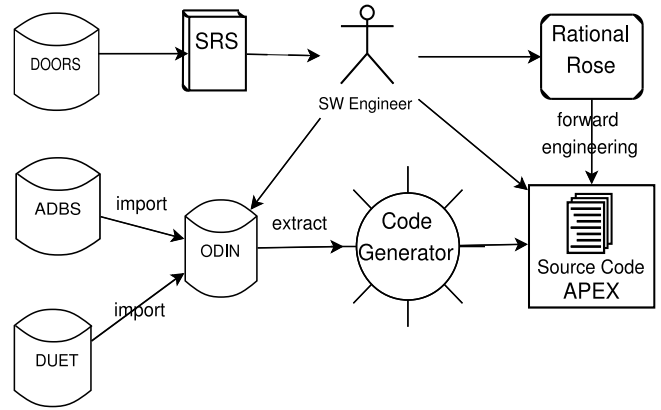 DOORS
SRS
SW Engineer
Rational
Rose
forward
engineering
ADBS
import
ODIN
extract
Code
Generator
Source Code
APEX
import
DUET